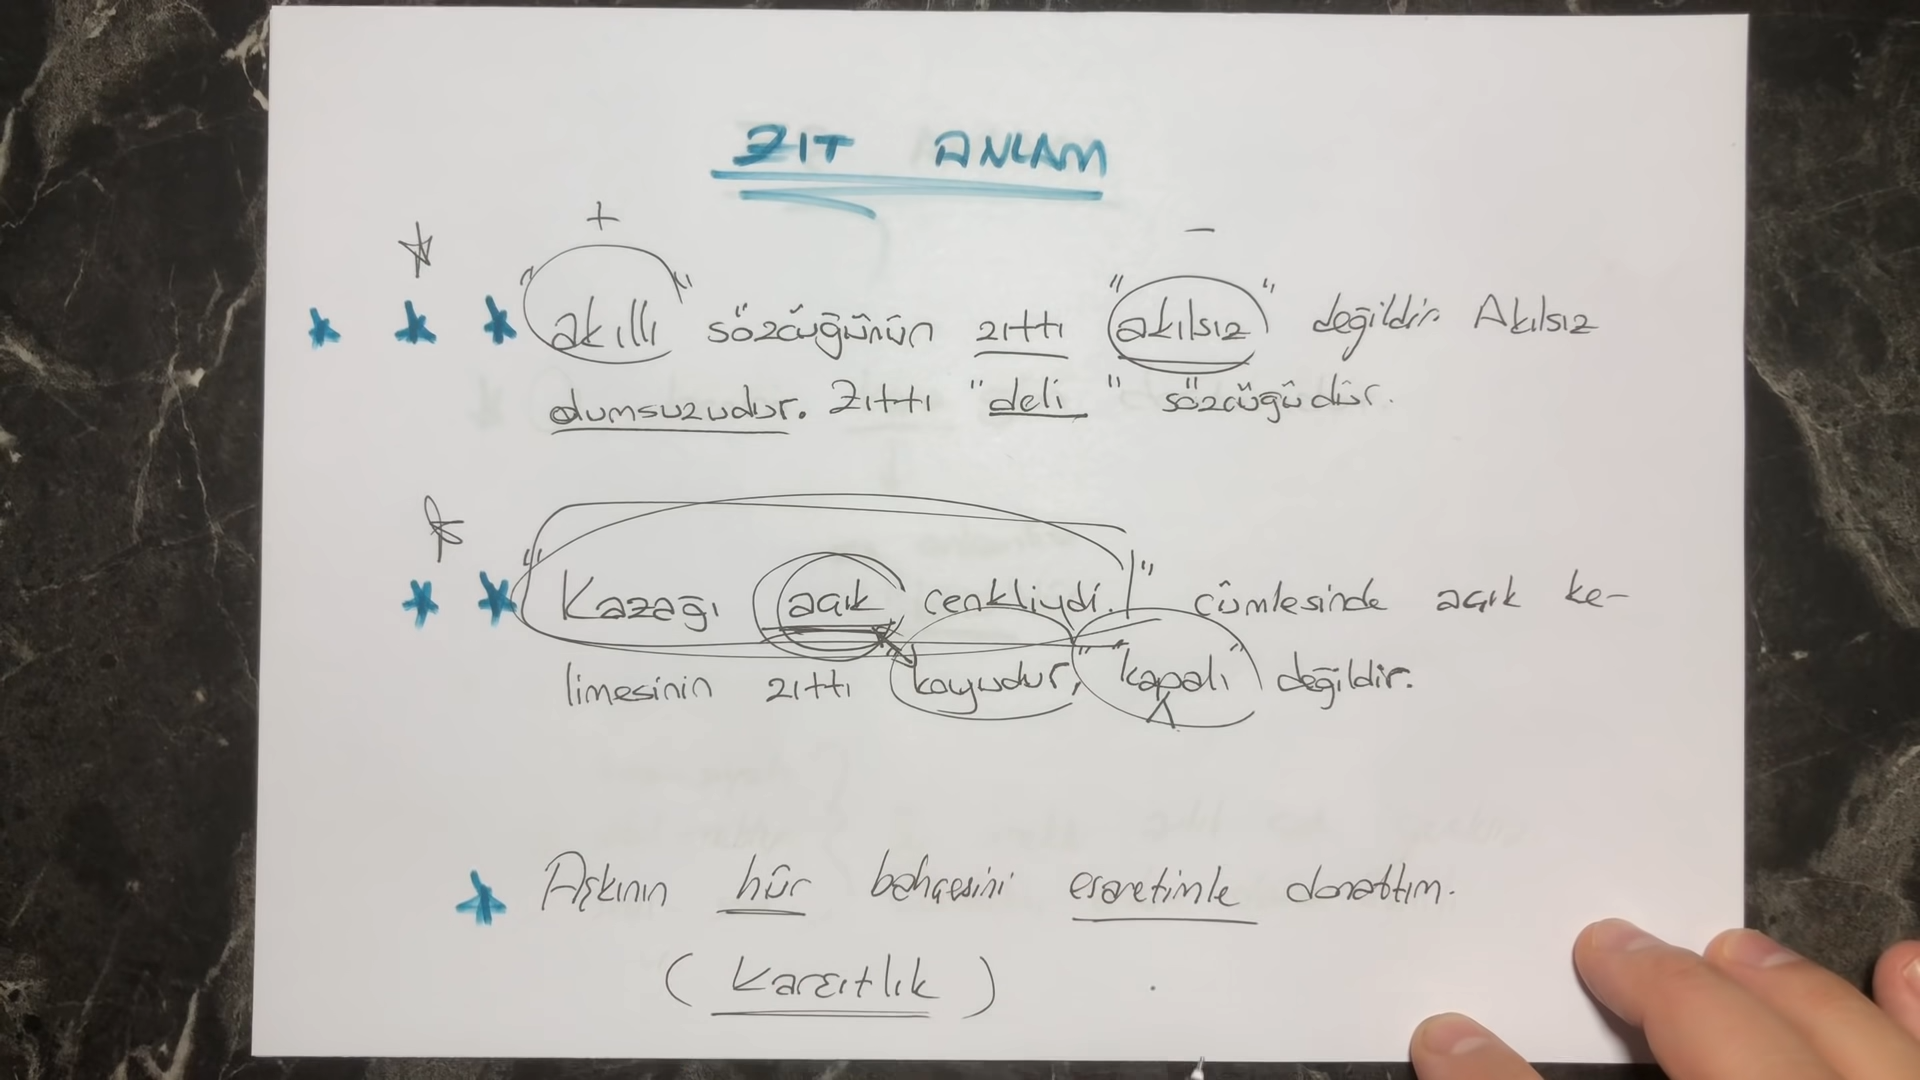 ZIT ANLAM
+ -
"akıllı" sözcüğünün zıttı "akılsız" değildir. Akılsız
olumsuzudur. Zıttı "deli" sözcüğüdür.
"Kazağı açık renkliydi." cümlesinde açık ke-
limesinin zıttı "koyudur," "kapalı" değildir.
Aşkının hür bahçesini esaretimle donattım.
(Karşıtlık)